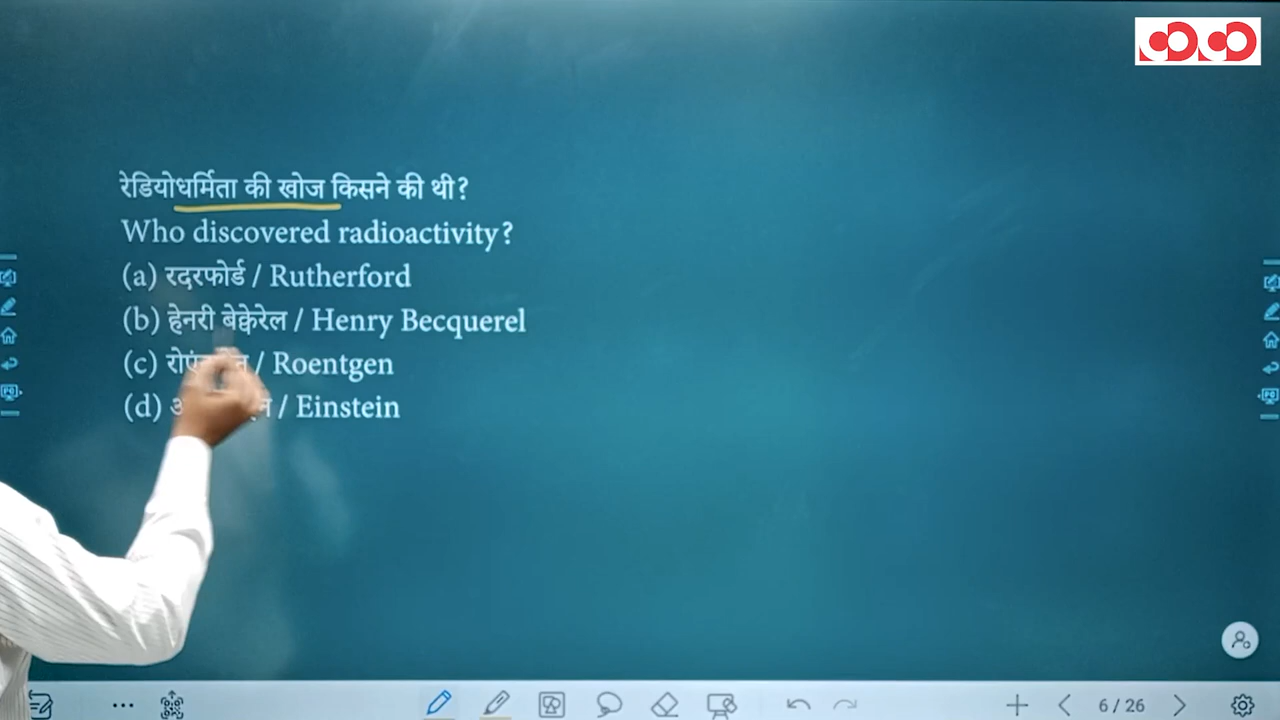 रेडियोधर्मिता की खोज किसने की थी?
Who discovered radioactivity?
(a) रदरफोर्ड / Rutherford
(b) हेनरी बेक्वेरेल / Henry Becquerel
(c) / Roentgen
(d) / Einstein
6 / 26